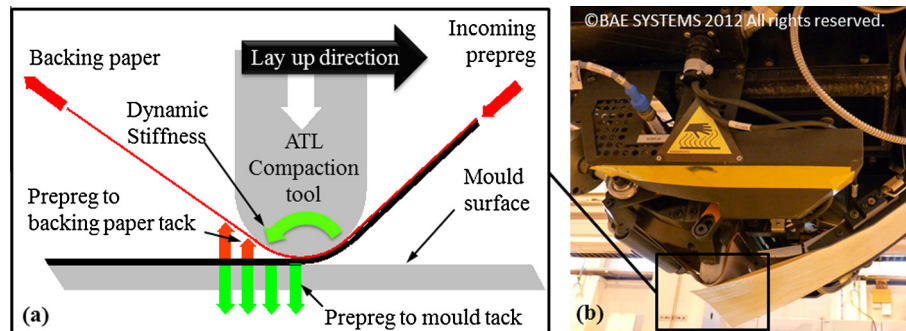 Backing paper
Lay up direction
Incoming
prepreg
Dynamic
Stiffness
ATL
Compaction
tool
Mould
surface
Prepreg to
backing paper tack
(a)
Prepreg to mould tack
©BAE SYSTEMS 2012 All rights reserved.
(b)